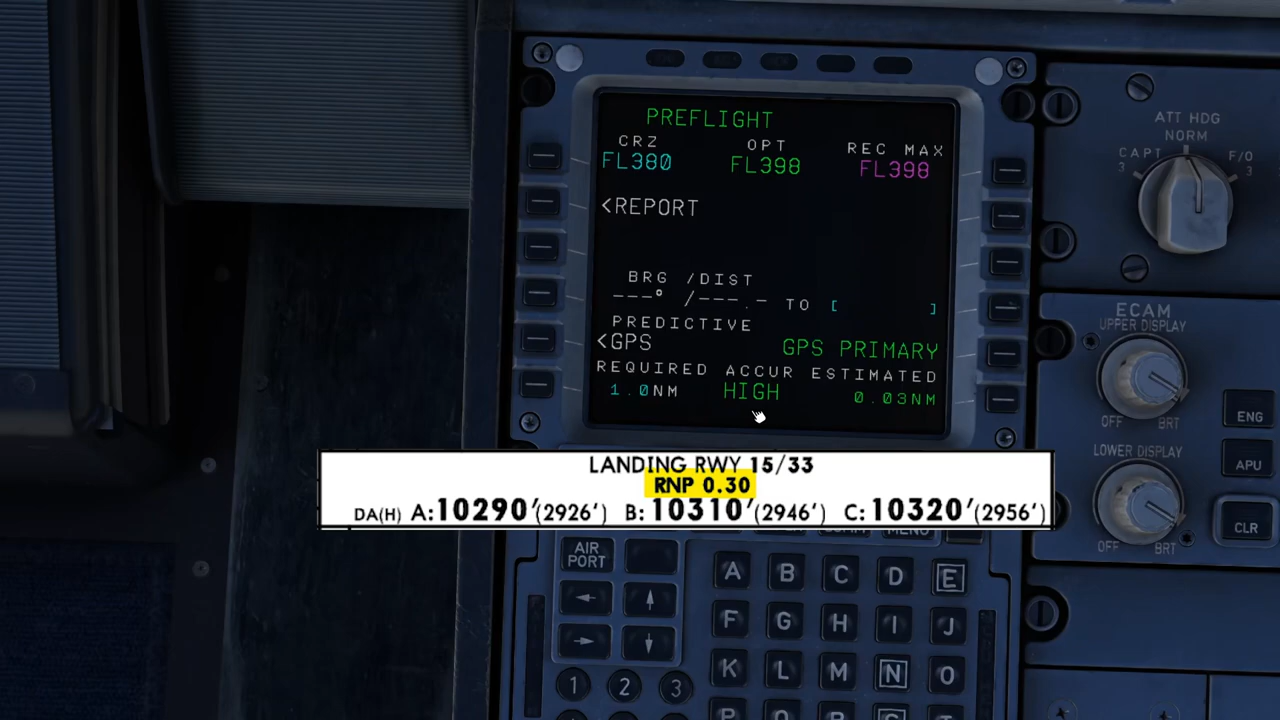 PREFLIGHT
CRZ OPT REC MAX
FL380 FL398 FL398
<REPORT
BRG /DIST
---° /---.- TO [ ]
PREDICTIVE
<GPS GPS PRIMARY
REQUIRED ACCUR ESTIMATED
1.0NM HIGH 0.03NM
LANDING RWY 15/33
RNP 0.30
DA(H) A:10290'(2926') B:10310'(2946') C:10320'(2956')
AIR PORT
← ↑
→ ↓
A B C D E
F G H I J
K L M N O
1 2 3
ATT HDG
NORM
CAPT 3 F/O 3
ECAM
UPPER DISPLAY
OFF BRT
LOWER DISPLAY
OFF BRT
ENG
APU
CLR